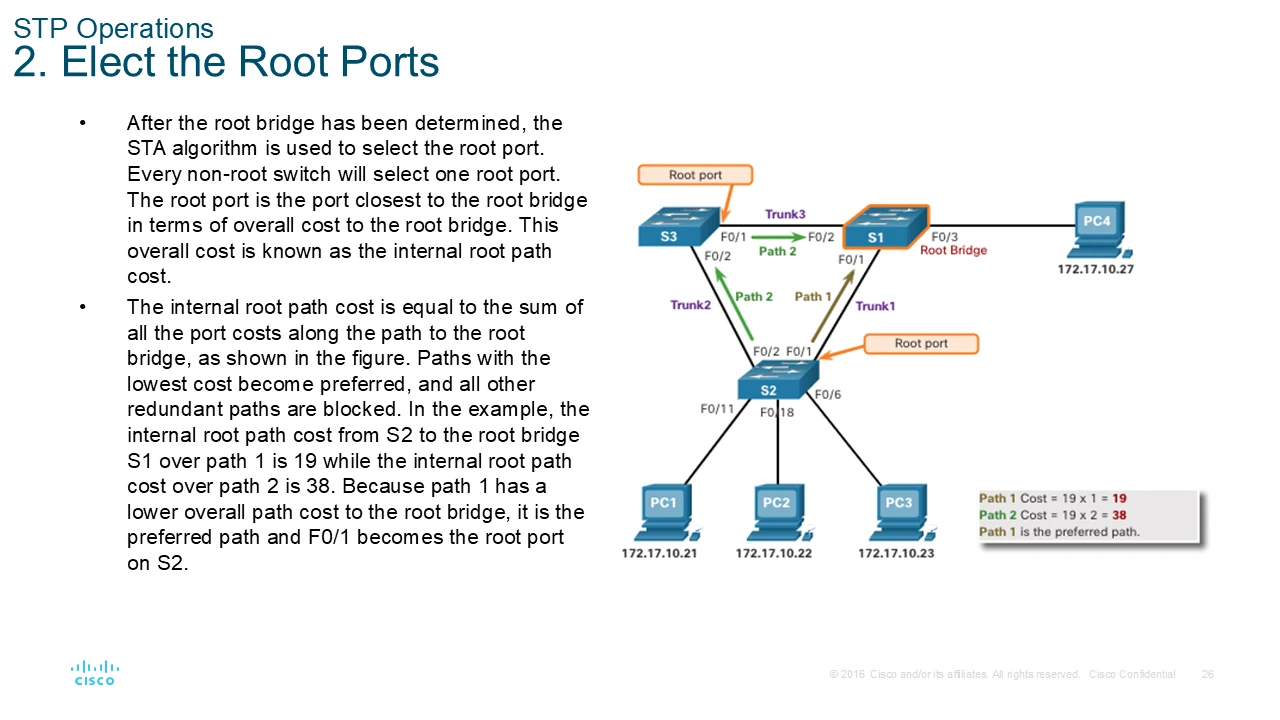 STP Operations
2. Elect the Root Ports
• After the root bridge has been determined, the
STA algorithm is used to select the root port.
Every non-root switch will select one root port.
The root port is the port closest to the root bridge
in terms of overall cost to the root bridge. This
overall cost is known as the internal root path
cost.
• The internal root path cost is equal to the sum of
all the port costs along the path to the root
bridge, as shown in the figure. Paths with the
lowest cost become preferred, and all other
redundant paths are blocked. In the example, the
internal root path cost from S2 to the root bridge
S1 over path 1 is 19 while the internal root path
cost over path 2 is 38. Because path 1 has a
lower overall path cost to the root bridge, it is the
preferred path and F0/1 becomes the root port
on S2.
Root port
Trunk3
S3
F0/1
F0/2
S1
F0/3
PC4
Path 2
Root Bridge
F0/2
F0/1
172.17.10.27
Trunk2
Path 2
Path 1
Trunk1
Root port
F0/2
F0/1
S2
F0/6
F0/11
F0/18
PC1
PC2
PC3
172.17.10.21
172.17.10.22
172.17.10.23
Path 1 Cost = 19 x 1 = 19
Path 2 Cost = 19 x 2 = 38
Path 1 is the preferred path.
CISCO
© 2016 Cisco and/or its affiliates. All rights reserved. Cisco Confidential
26